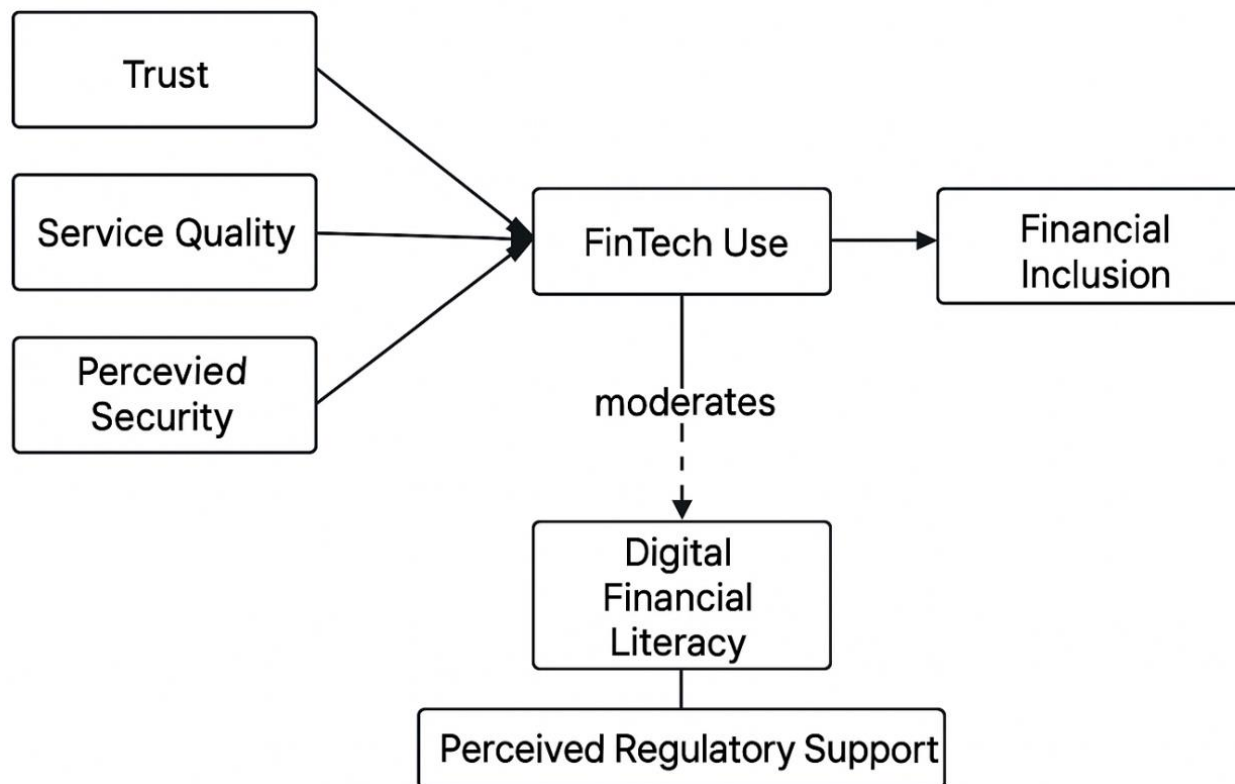 Trust
Service Quality
Percevied
Security
FinTech Use
Financial
Inclusion
moderates
Digital
Financial
Literacy
Perceived Regulatory Support